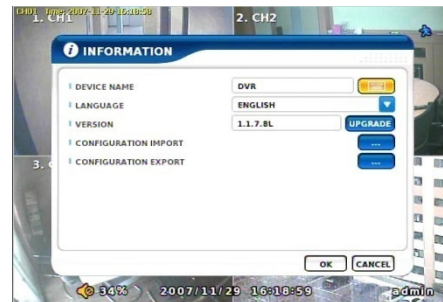 CH01 Time: 2007-11-29 16:18:58
1. CH1
2. CH2
INFORMATION
DEVICE NAME DVR
LANGUAGE ENGLISH
VERSION 1.1.7.8L UPGRADE
CONFIGURATION IMPORT ...
CONFIGURATION EXPORT ...
3.
OK CANCEL
34% 2007/11/29 16:18:59 admin